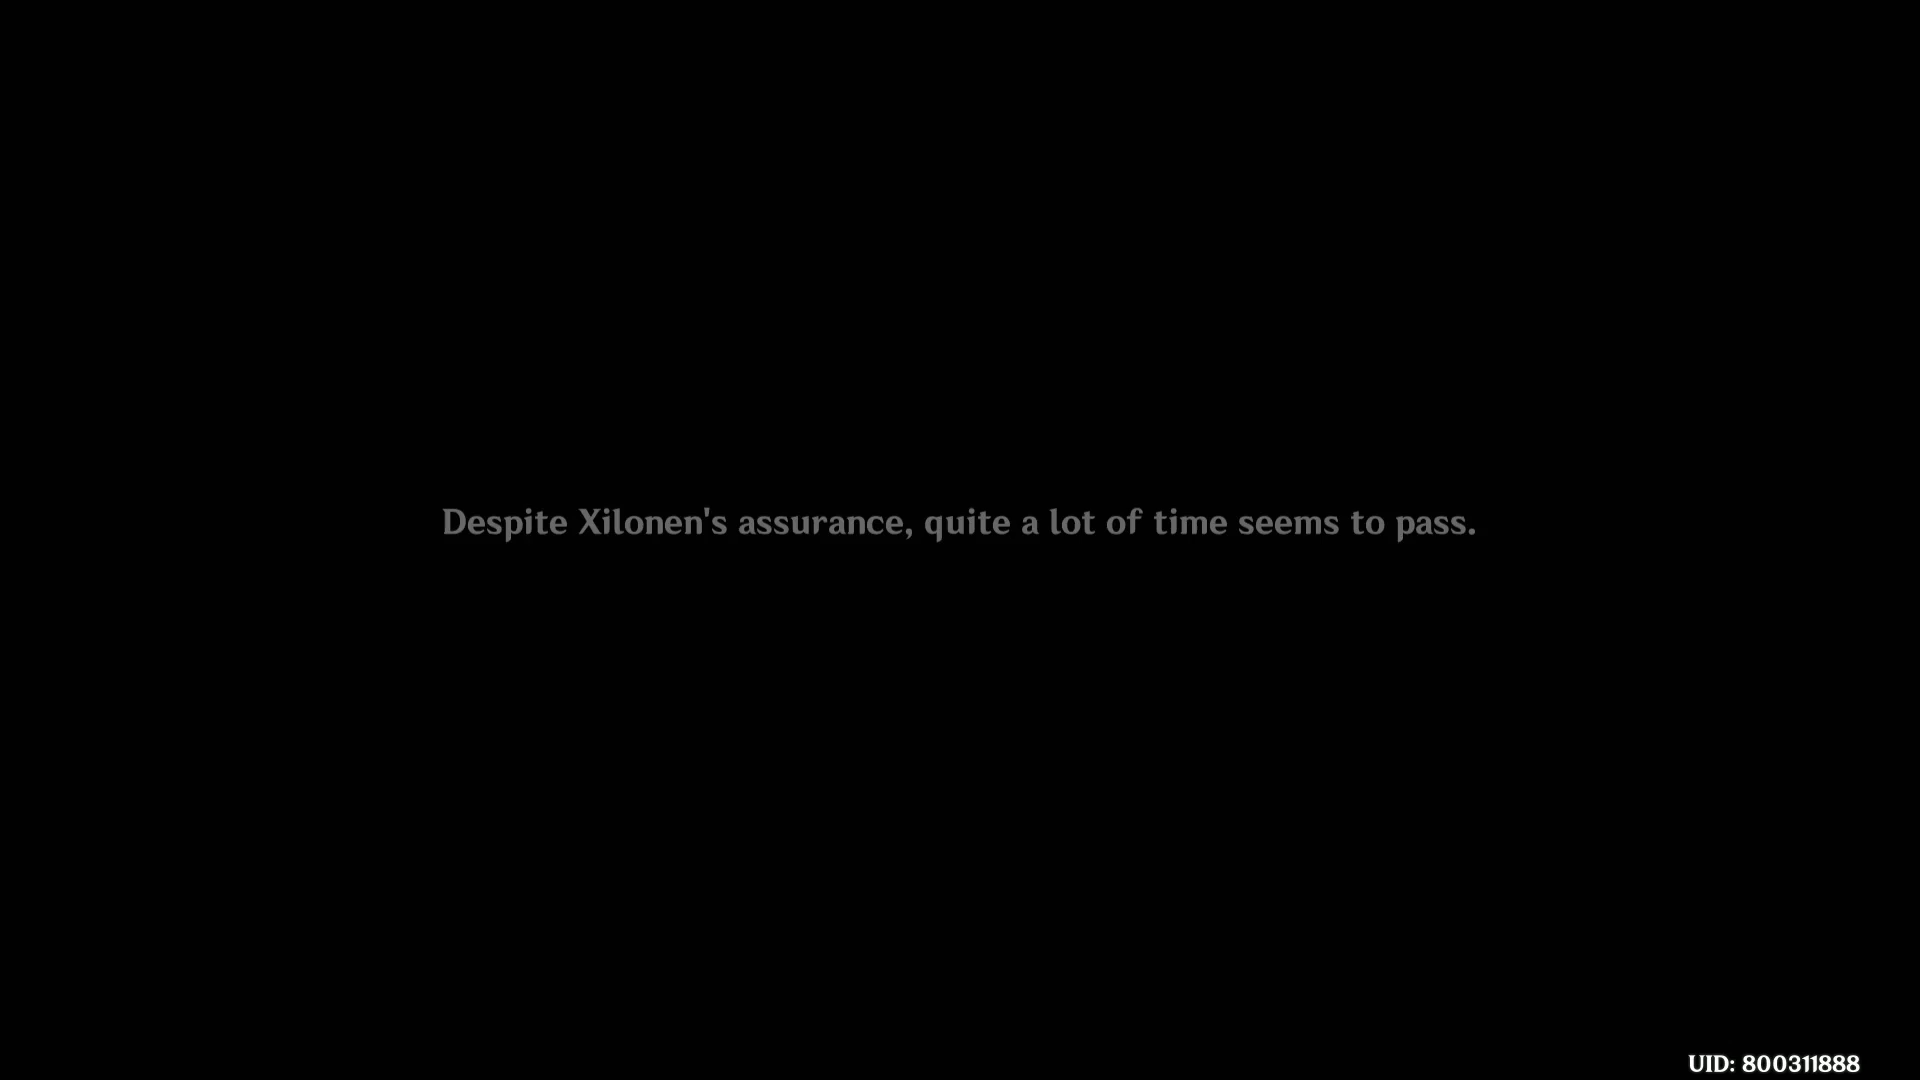 Despite Xilonen's assurance, quite a lot of time seems to pass.
UID: 800311888